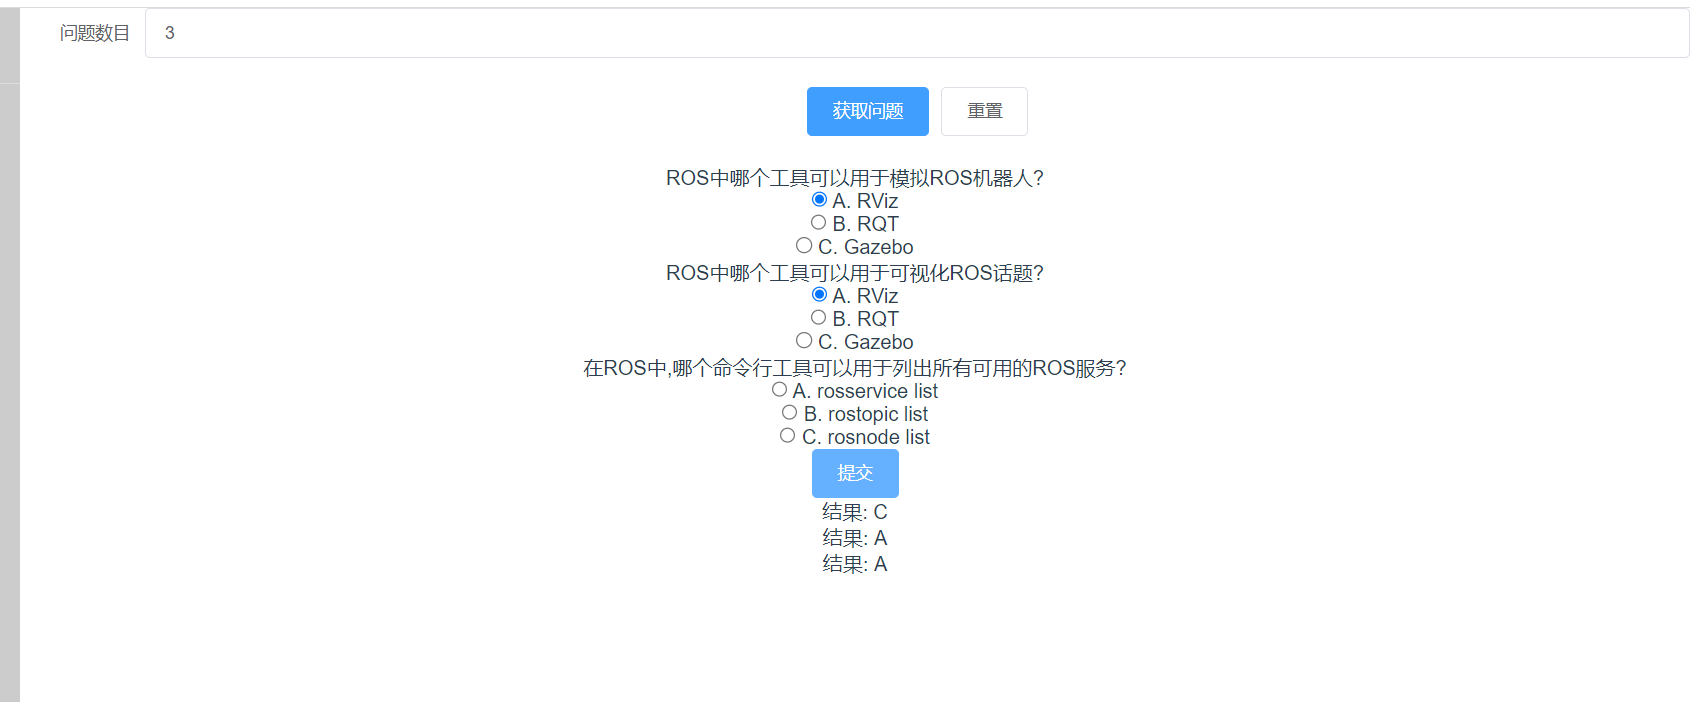 问题数目 3
获取问题 重置
ROS中哪个工具可以用于模拟ROS机器人?
A. RViz
B. RQT
C. Gazebo
ROS中哪个工具可以用于可视化ROS话题?
A. RViz
B. RQT
C. Gazebo
在ROS中,哪个命令行工具可以用于列出所有可用的ROS服务?
A. rosservice list
B. rostopic list
C. rosnode list
提交
结果: C
结果: A
结果: A